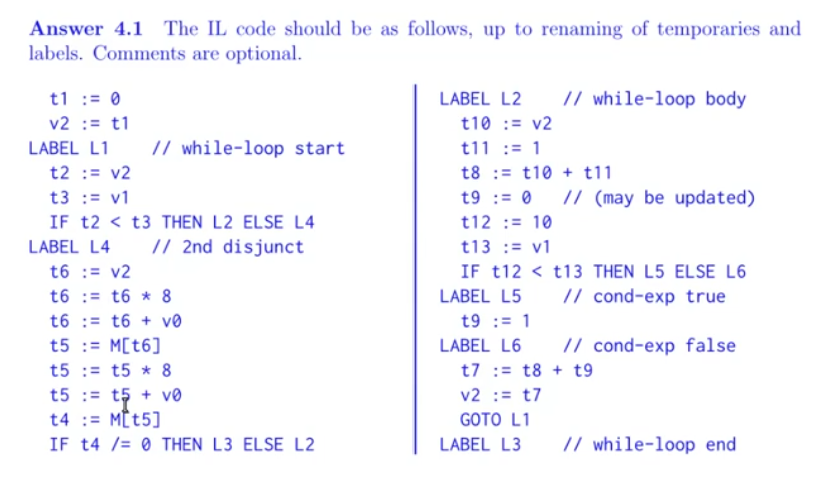 Answer 4.1 The IL code should be as follows, up to renaming of temporaries and
labels. Comments are optional.
t1 := 0
v2 := t1
LABEL L1 // while-loop start
t2 := v2
t3 := v1
IF t2 < t3 THEN L2 ELSE L4
LABEL L4 // 2nd disjunct
t6 := v2
t6 := t6 * 8
t6 := t6 + v0
t5 := M[t6]
t5 := t5 * 8
t5 := t5 + v0
t4 := M[t5]
IF t4 /= 0 THEN L3 ELSE L2
LABEL L2 // while-loop body
t10 := v2
t11 := 1
t8 := t10 + t11
t9 := 0 // (may be updated)
t12 := 10
t13 := v1
IF t12 < t13 THEN L5 ELSE L6
LABEL L5 // cond-exp true
t9 := 1
LABEL L6 // cond-exp false
t7 := t8 + t9
v2 := t7
GOTO L1
LABEL L3 // while-loop end